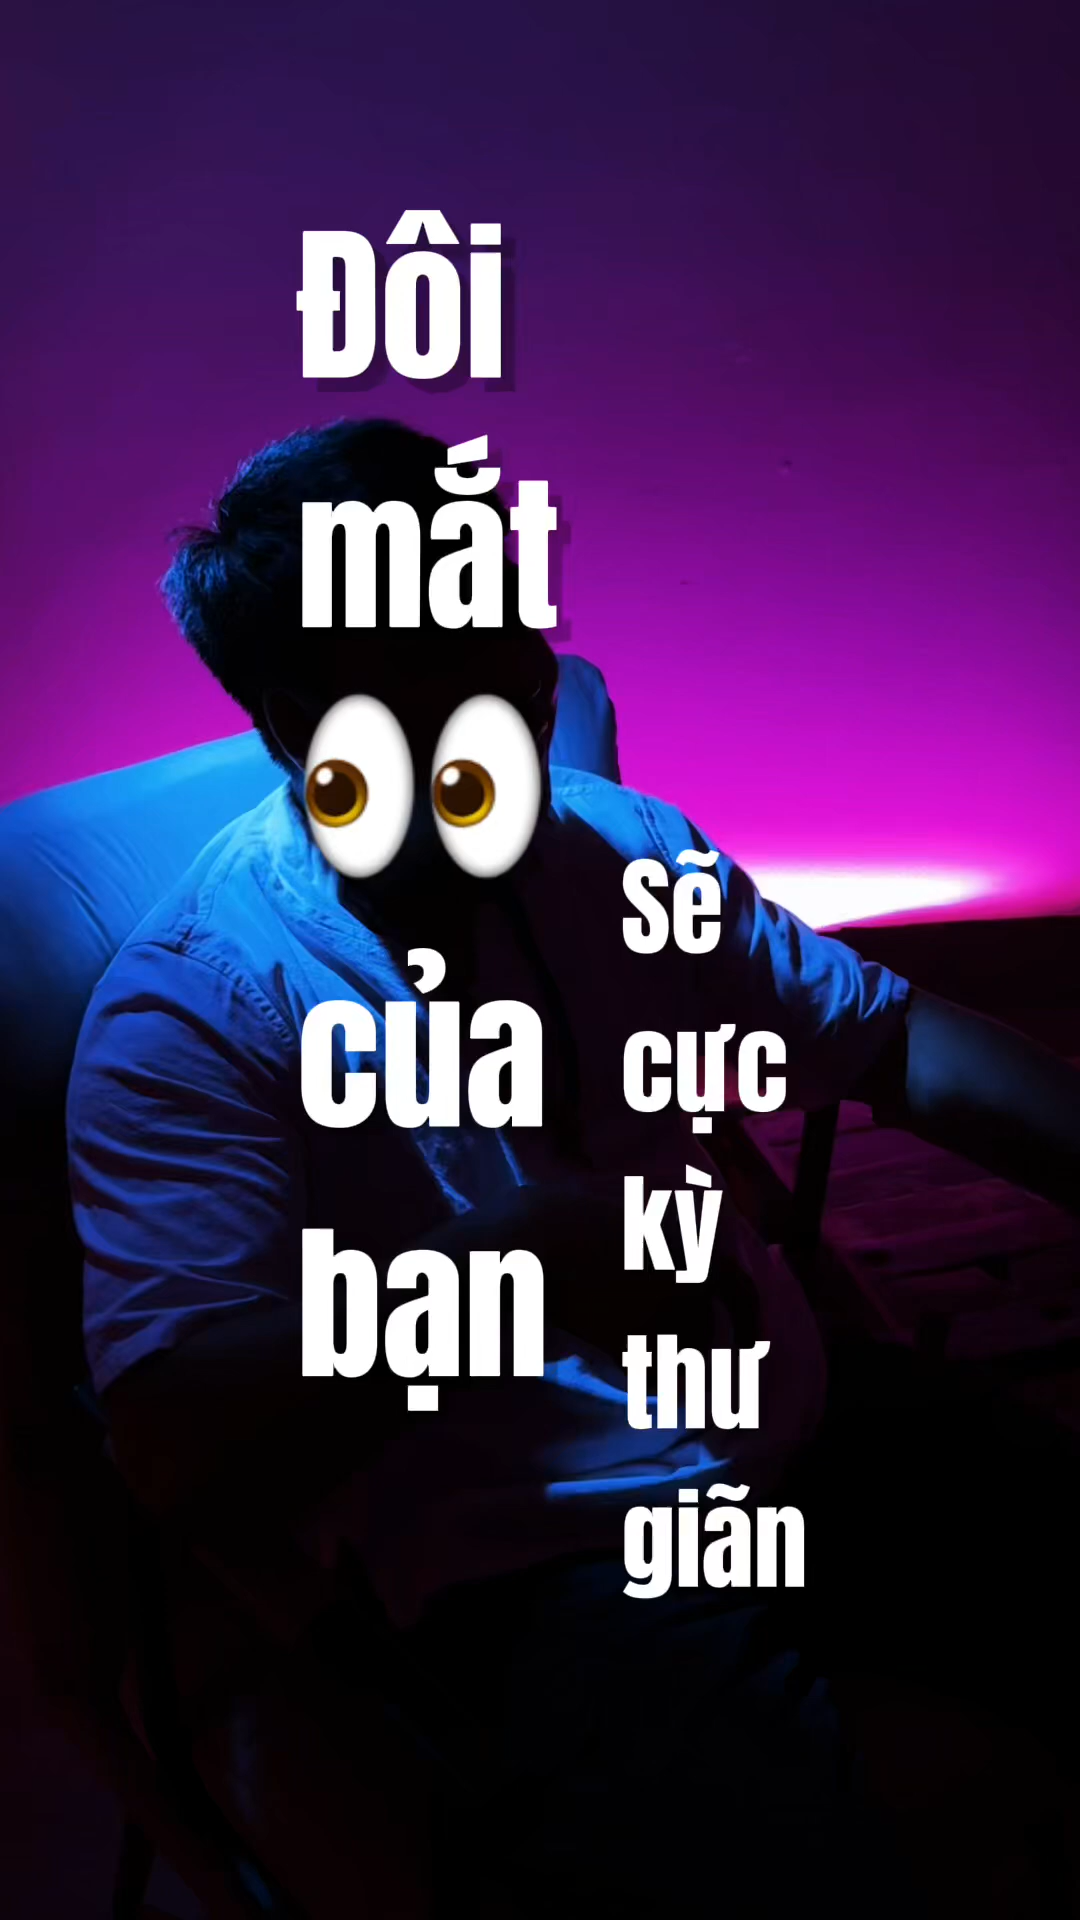 Đôi
mắt
👀
của
bạn
Sẽ
cực
kỳ
thư
giãn